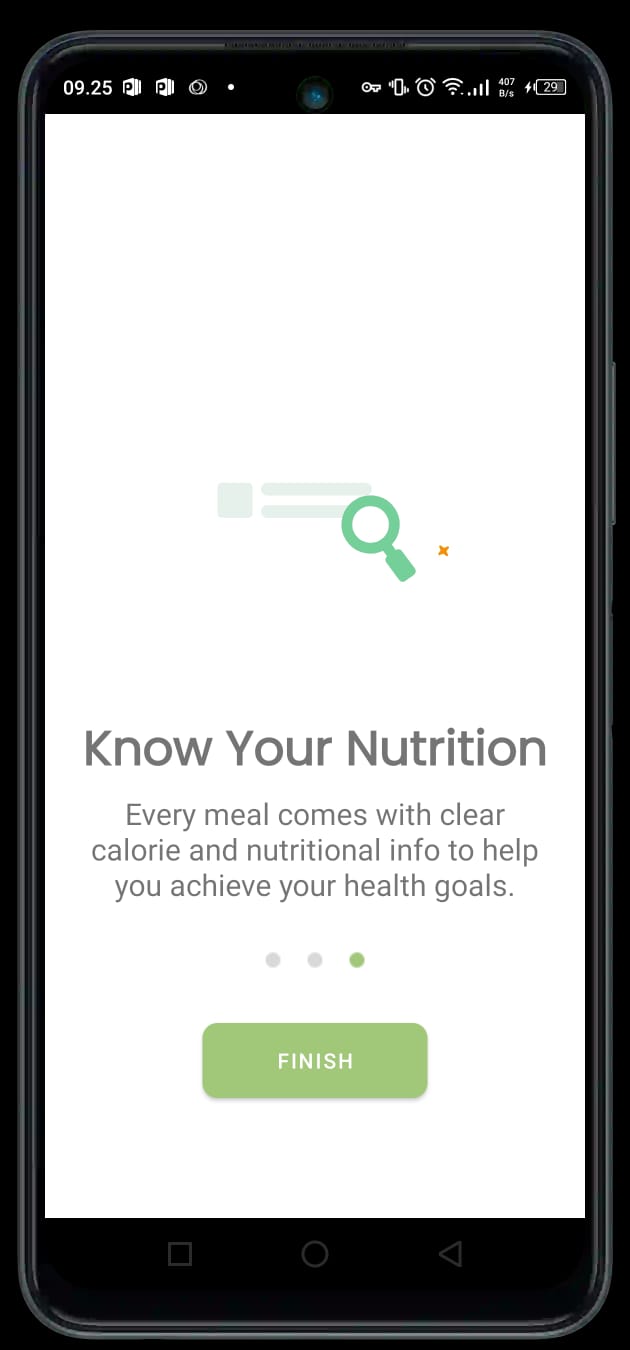 09.25
407
B/s
29
Know Your Nutrition
Every meal comes with clear
calorie and nutritional info to help
you achieve your health goals.
FINISH